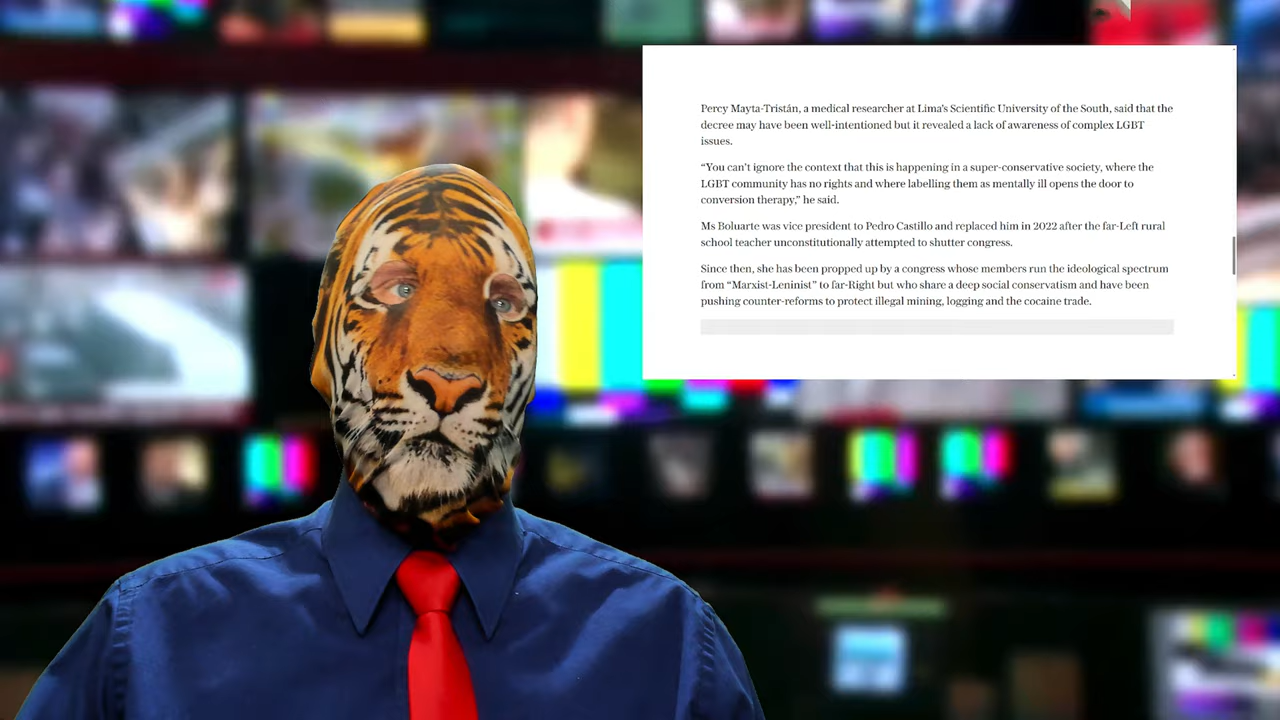 Percy Mayta-Tristán, a medical researcher at Lima's Scientific University of the South, said that the
decree may have been well-intentioned but it revealed a lack of awareness of complex LGBT
issues.
“You can't ignore the context that this is happening in a super-conservative society, where the
LGBT community has no rights and where labelling them as mentally ill opens the door to
conversion therapy,” he said.
Ms Boluarte was vice president to Pedro Castillo and replaced him in 2022 after the far-Left rural
school teacher unconstitutionally attempted to shutter congress.
Since then, she has been propped up by a congress whose members run the ideological spectrum
from “Marxist-Leninist” to far-Right but who share a deep social conservatism and have been
pushing counter-reforms to protect illegal mining, logging and the cocaine trade.